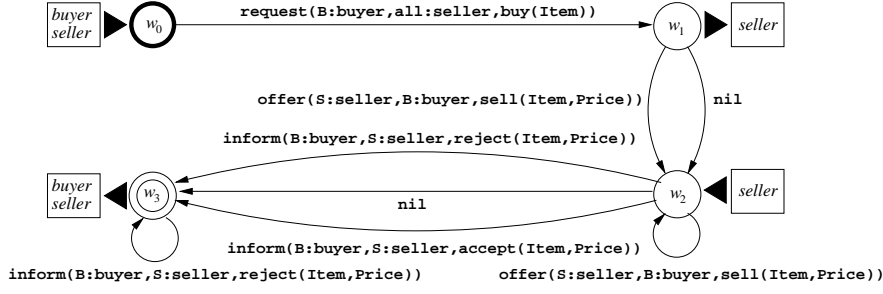 request(B:buyer,all:seller,buy(Item))
buyer
seller
w0
w1
seller
offer(S:seller,B:buyer,sell(Item,Price))
nil
inform(B:buyer,S:seller,reject(Item,Price))
buyer
seller
w3
nil
w2
seller
inform(B:buyer,S:seller,accept(Item,Price))
inform(B:buyer,S:seller,reject(Item,Price))
offer(S:seller,B:buyer,sell(Item,Price))